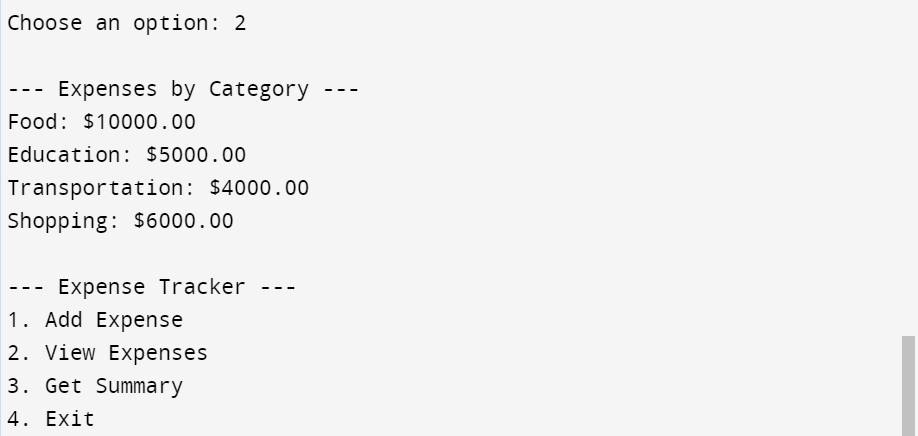 Choose an option: 2
--- Expenses by Category ---
Food: $10000.00
Education: $5000.00
Transportation: $4000.00
Shopping: $6000.00
--- Expense Tracker ---
1. Add Expense
2. View Expenses
3. Get Summary
4. Exit